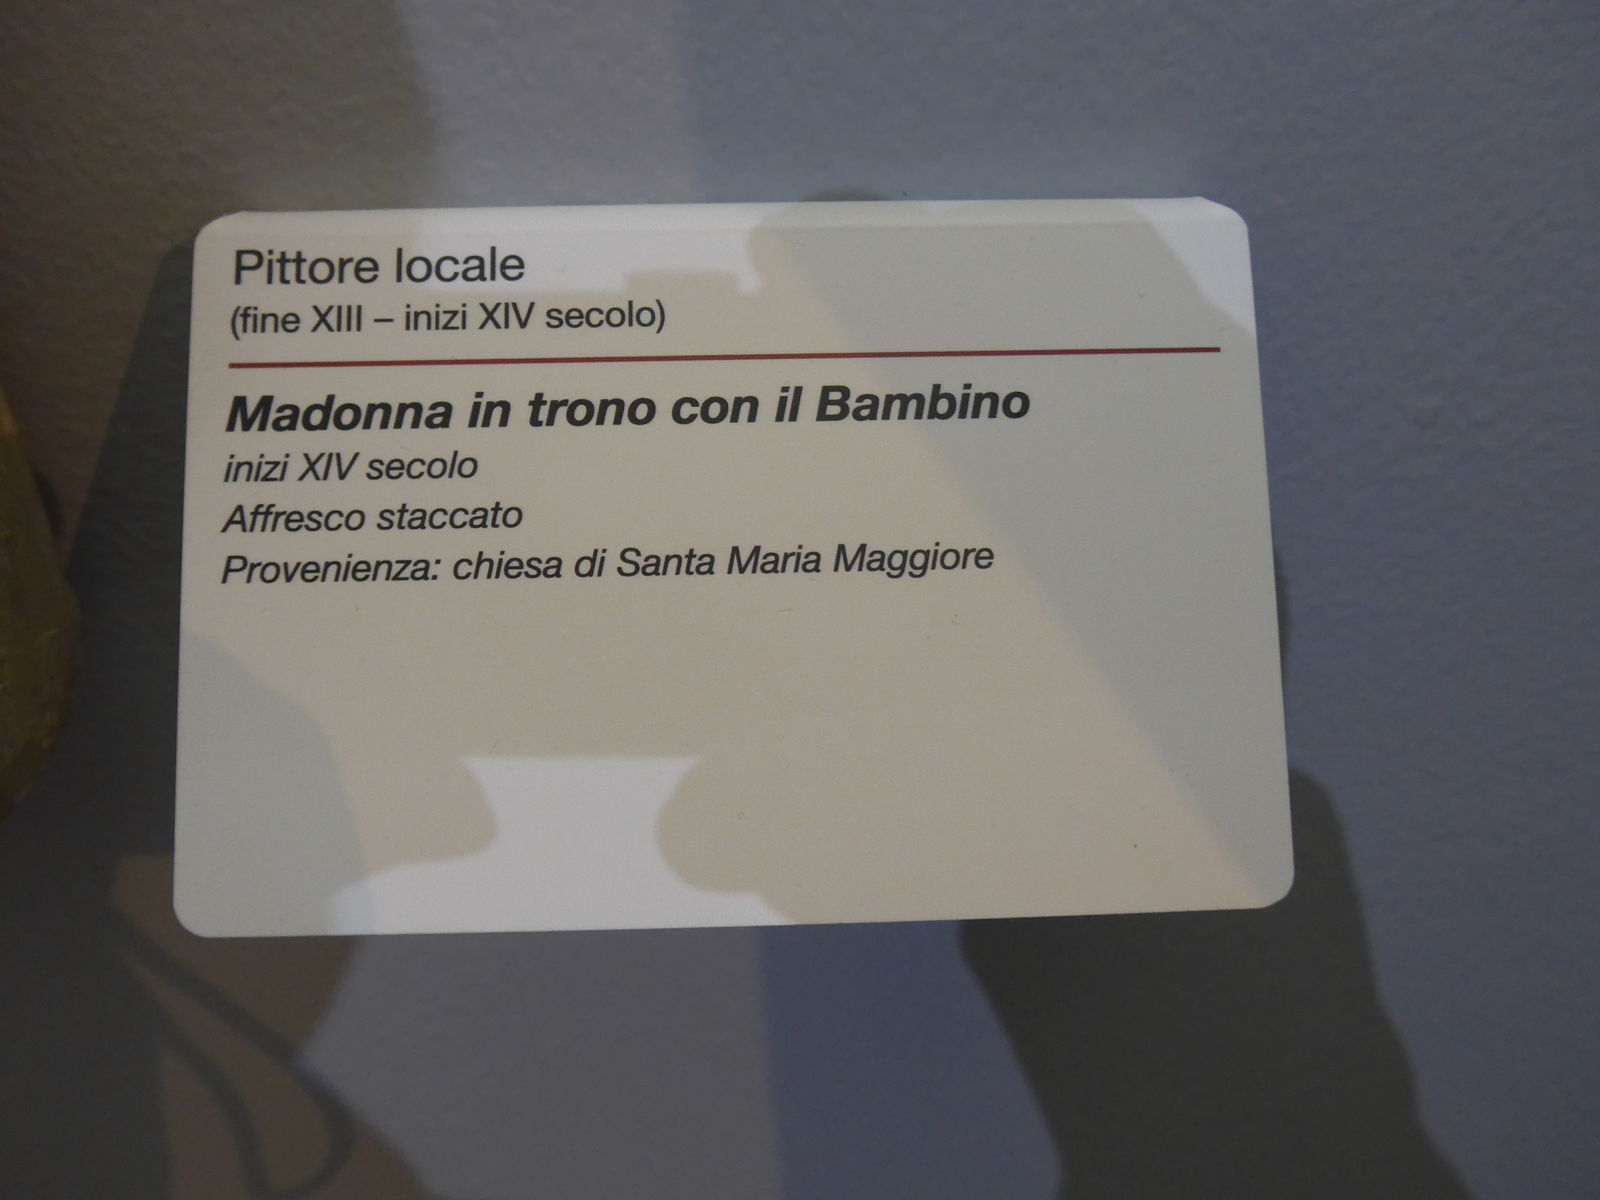 Pittore locale
(fine XIII – inizi XIV secolo)
Madonna in trono con il Bambino
inizi XIV secolo
Affresco staccato
Provenienza: chiesa di Santa Maria Maggiore